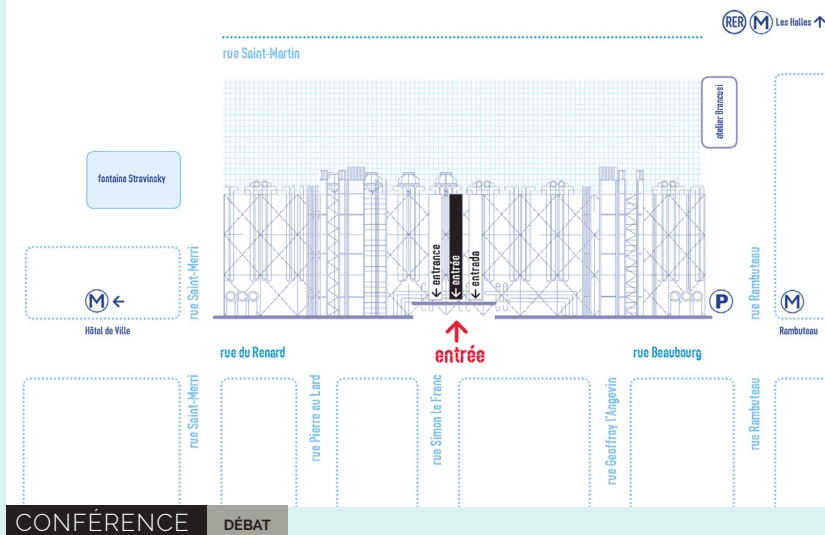 RER M Les Halles ↑
rue Saint-Martin
atelier Brancusi
fontaine Stravinsky
← entrance
← entrée
← entrada
rue Saint-Merri
rue Rambuteau
M ←
P
M
Hôtel de Ville
Rambuteau
rue du Renard
↑
entrée
rue Beaubourg
rue Saint-Merri
rue Pierre au Lard
rue Simon le Franc
rue Geoffroy l'Angevin
rue Rambuteau
CONFÉRENCE DÉBAT